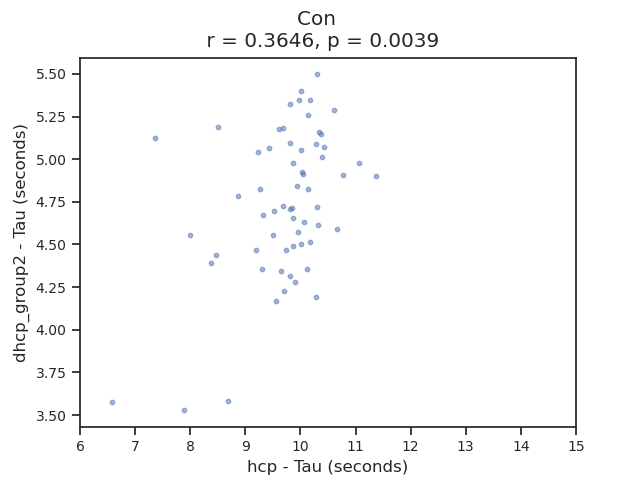 Con
r = 0.3646, p = 0.0039
5.50
5.25
5.00
4.75
4.50
4.25
4.00
3.75
3.50
dhcp_group2 - Tau (seconds)
6 7 8 9 10 11 12 13 14 15
hcp - Tau (seconds)